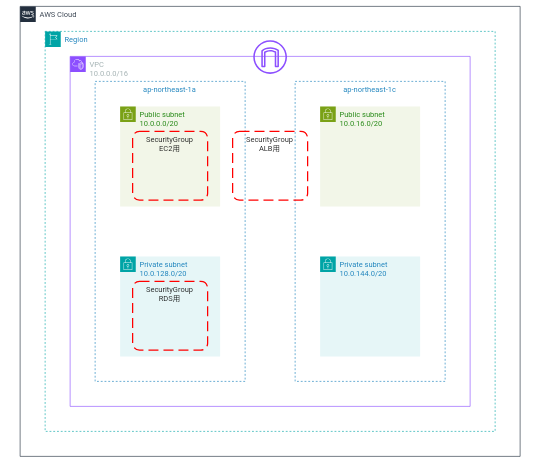 aws
AWS Cloud
Region
VPC
10.0.0.0/16
ap-northeast-1a
ap-northeast-1c
Public subnet
10.0.0.0/20
Public subnet
10.0.16.0/20
SecurityGroup
EC2用
SecurityGroup
ALB用
Private subnet
10.0.128.0/20
Private subnet
10.0.144.0/20
SecurityGroup
RDS用